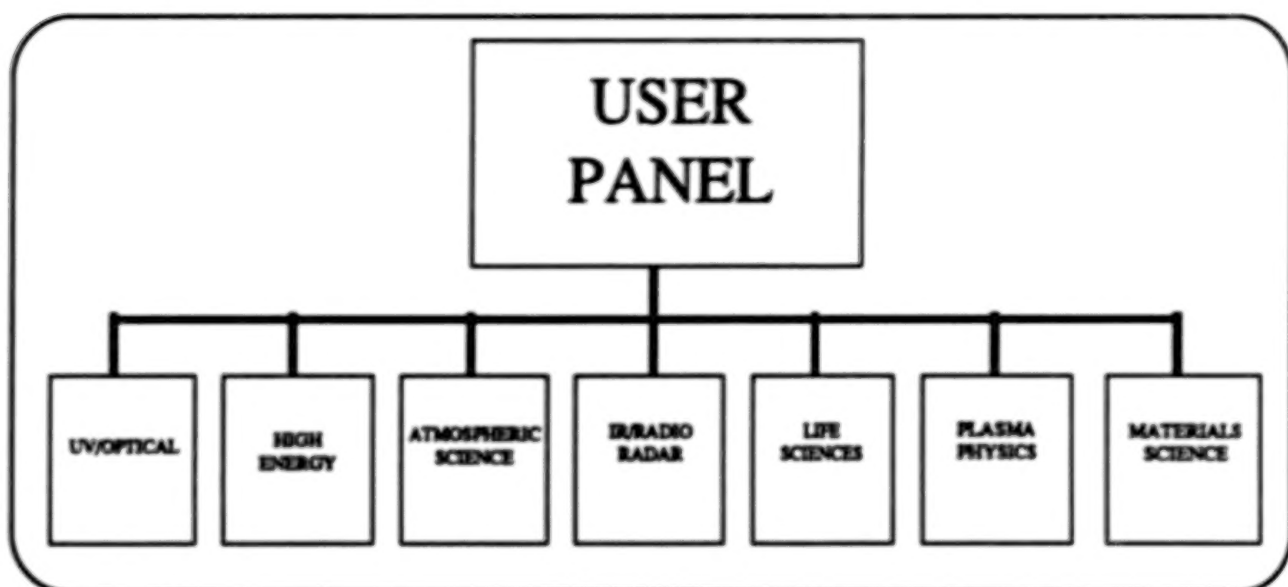 USER
PANEL
UV/OPTICAL
HIGH
ENERGY
ATMOSPHERIC
SCIENCE
IR/RADIO
RADAR
LIFE
SCIENCES
PLASMA
PHYSICS
MATERIALS
SCIENCE